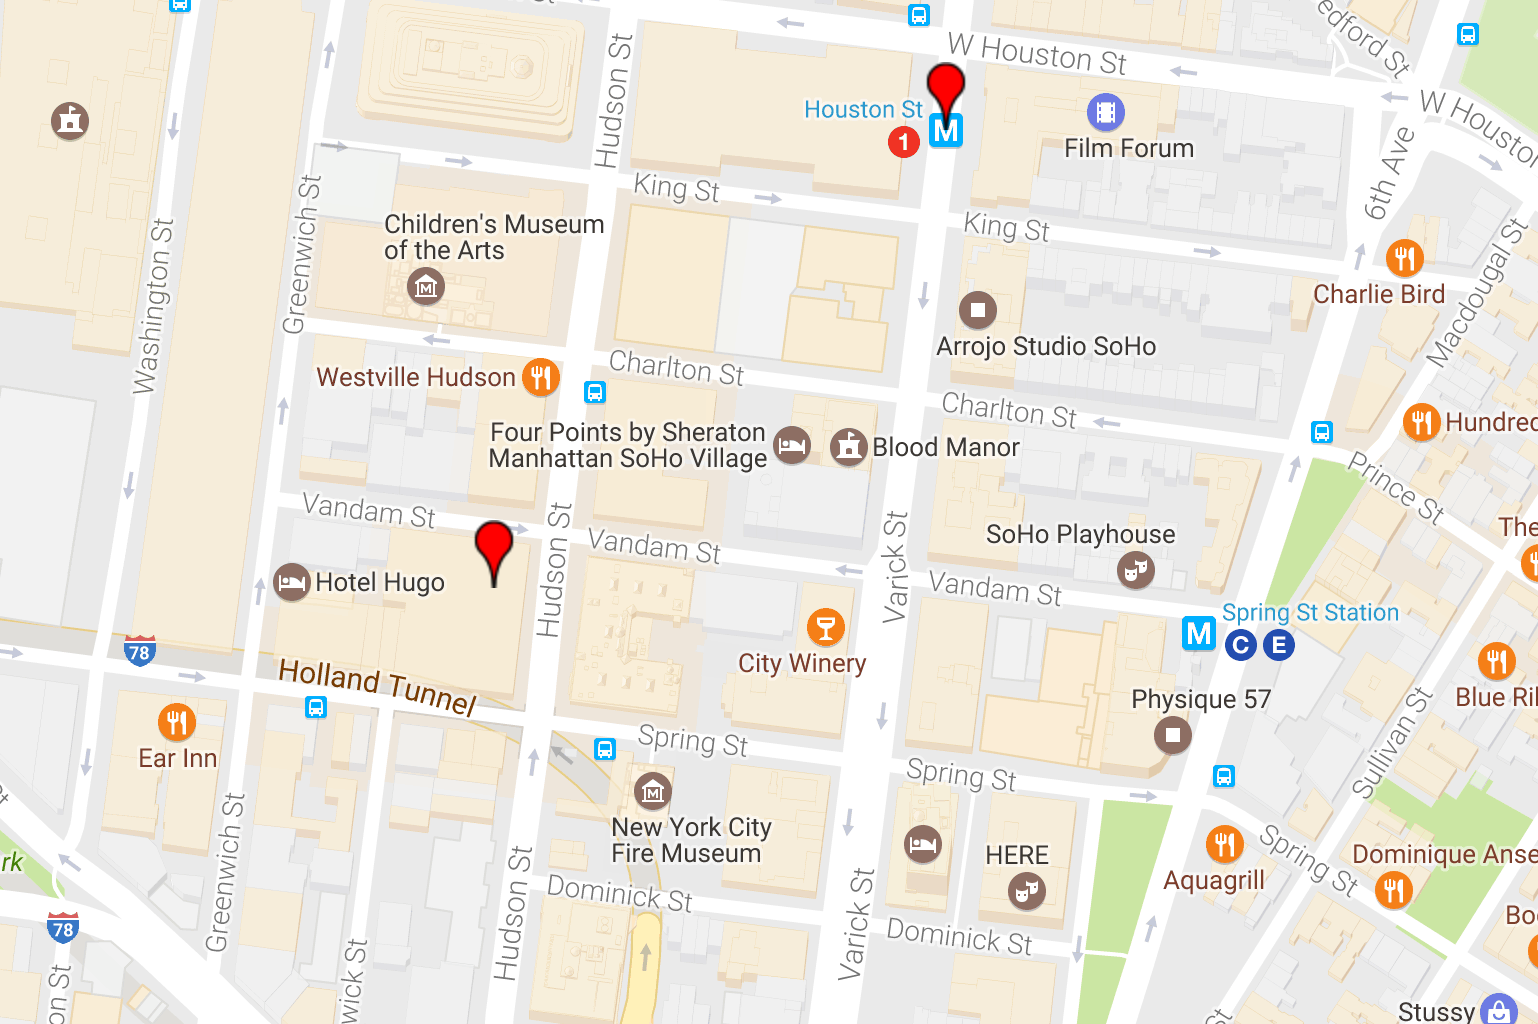 Hudson St
W Houston St
edford St
W Houston
Houston St
M
1
Film Forum
6th Ave
King St
King St
Children's Museum
of the Arts
M
Washington St
Greenwich St
Charlie Bird
Macdougal St
Arrojo Studio SoHo
Westville Hudson
Charlton St
Charlton St
Four Points by Sheraton
Manhattan SoHo Village
Blood Manor
Hundred
Prince St
Vandam St
Vandam St
Vandam St
Hudson St
Varick St
SoHo Playhouse
The
Hotel Hugo
Spring St Station
M
C
E
78
City Winery
Holland Tunnel
Physique 57
Blue Ri
Sullivan St
Ear Inn
Spring St
Spring St
Spring St
M
New York City
Fire Museum
HERE
Aquagrill
Dominique Anse
Greenwich St
Hudson St
Dominick St
Dominick St
Varick St
rk
78
Bo
wick St
on St
St
Stussy